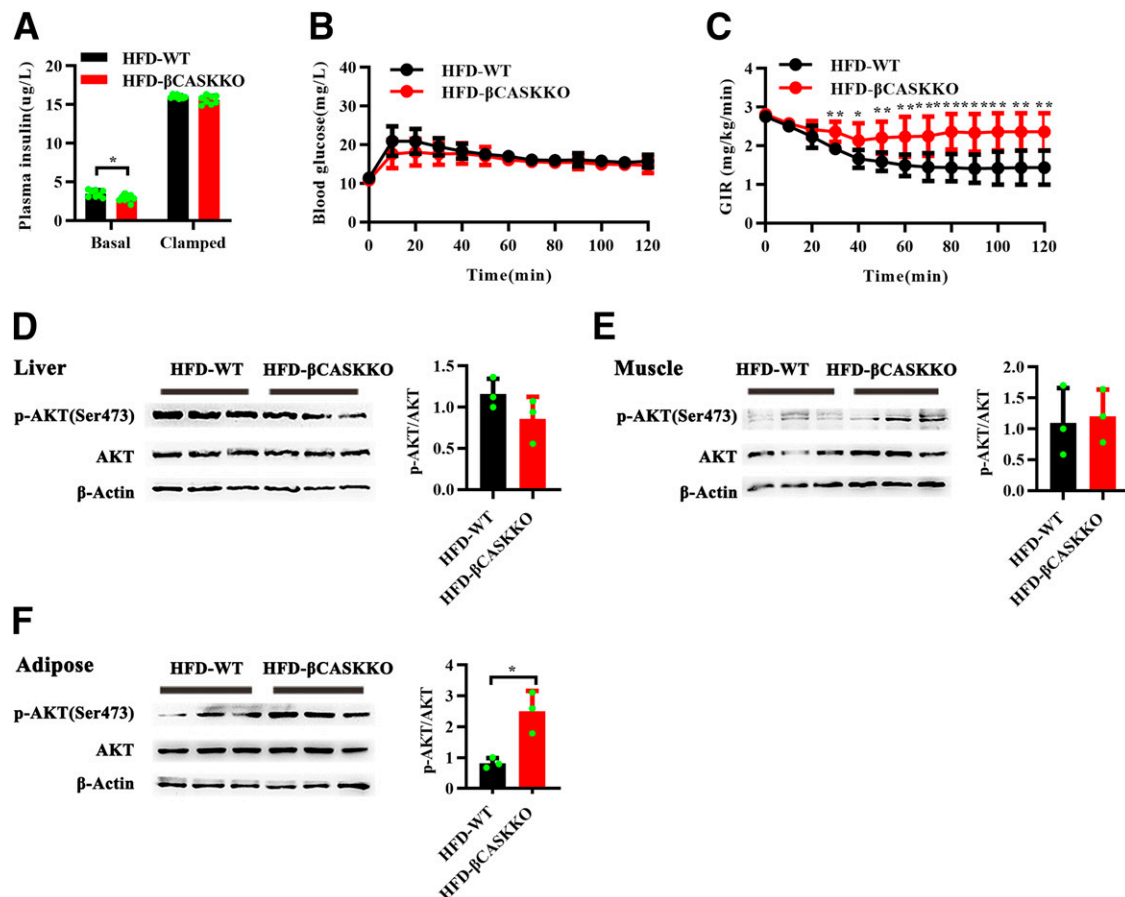 A
HFD-WT
HFD-βCASKKO
Plasma insulin(ug/L)
20
15
10
5
0
*
Basal
Clamped
B
HFD-WT
HFD-βCASKKO
Blood glucose(mg/L)
40
30
20
10
0
0 20 40 60 80 100 120
Time(min)
C
HFD-WT
HFD-βCASKKO
GIR (mg/kg/min)
4
3
2
1
0
** * ** ** ** ** ** ** ** **
0 20 40 60 80 100 120
Time(min)
D
Liver
HFD-WT HFD-βCASKKO
p-AKT(Ser473)
AKT
β-Actin
p-AKT/AKT
1.5
1.0
0.5
0.0
HFD-WT
HFD-βCASKKO
E
Muscle
HFD-WT HFD-βCASKKO
p-AKT(Ser473)
AKT
β-Actin
p-AKT/AKT
2.0
1.5
1.0
0.5
0.0
HFD-WT
HFD-βCASKKO
F
Adipose
HFD-WT HFD-βCASKKO
p-AKT(Ser473)
AKT
β-Actin
p-AKT/AKT
4
3
2
1
0
*
HFD-WT
HFD-βCASKKO